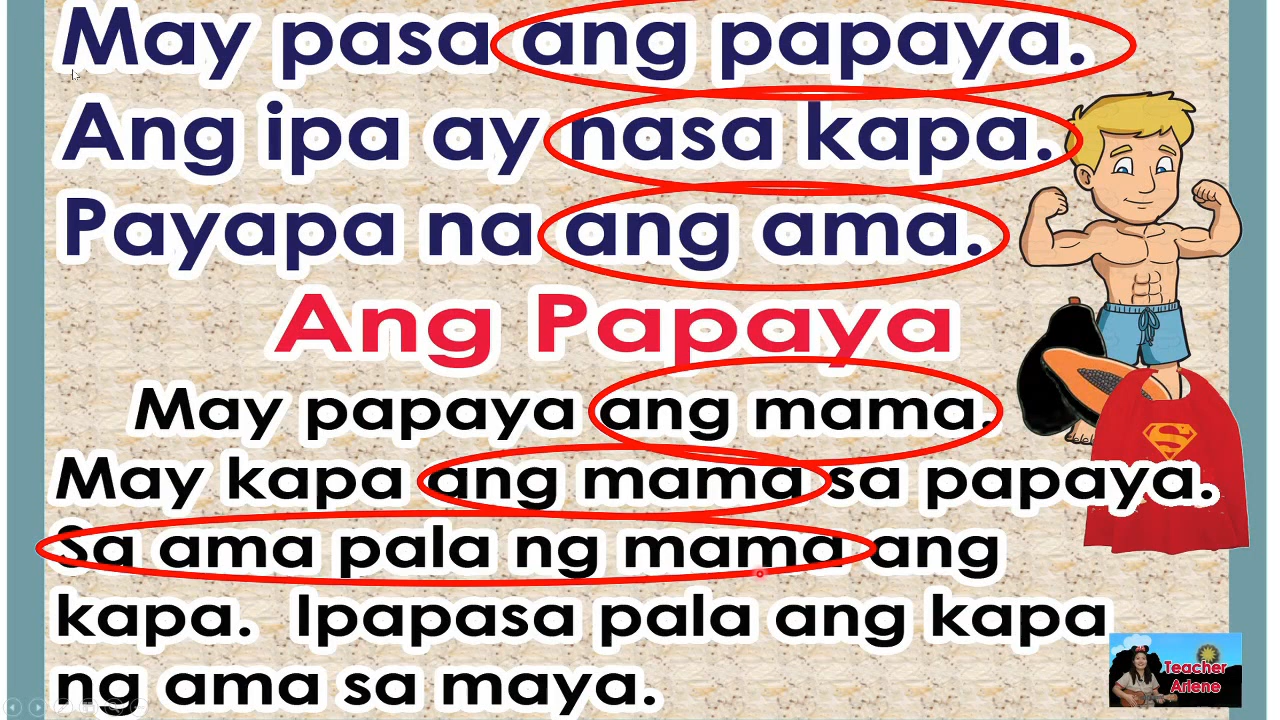 May pasa ang papaya.
Ang ipa ay nasa kapa.
Payapa na ang ama.
Ang Papaya
May papaya ang mama.
May kapa ang mama sa papaya.
Sa ama pala ng mama ang
kapa. Ipapasa pala ang kapa
ng ama sa maya.
Teacher
Arlene